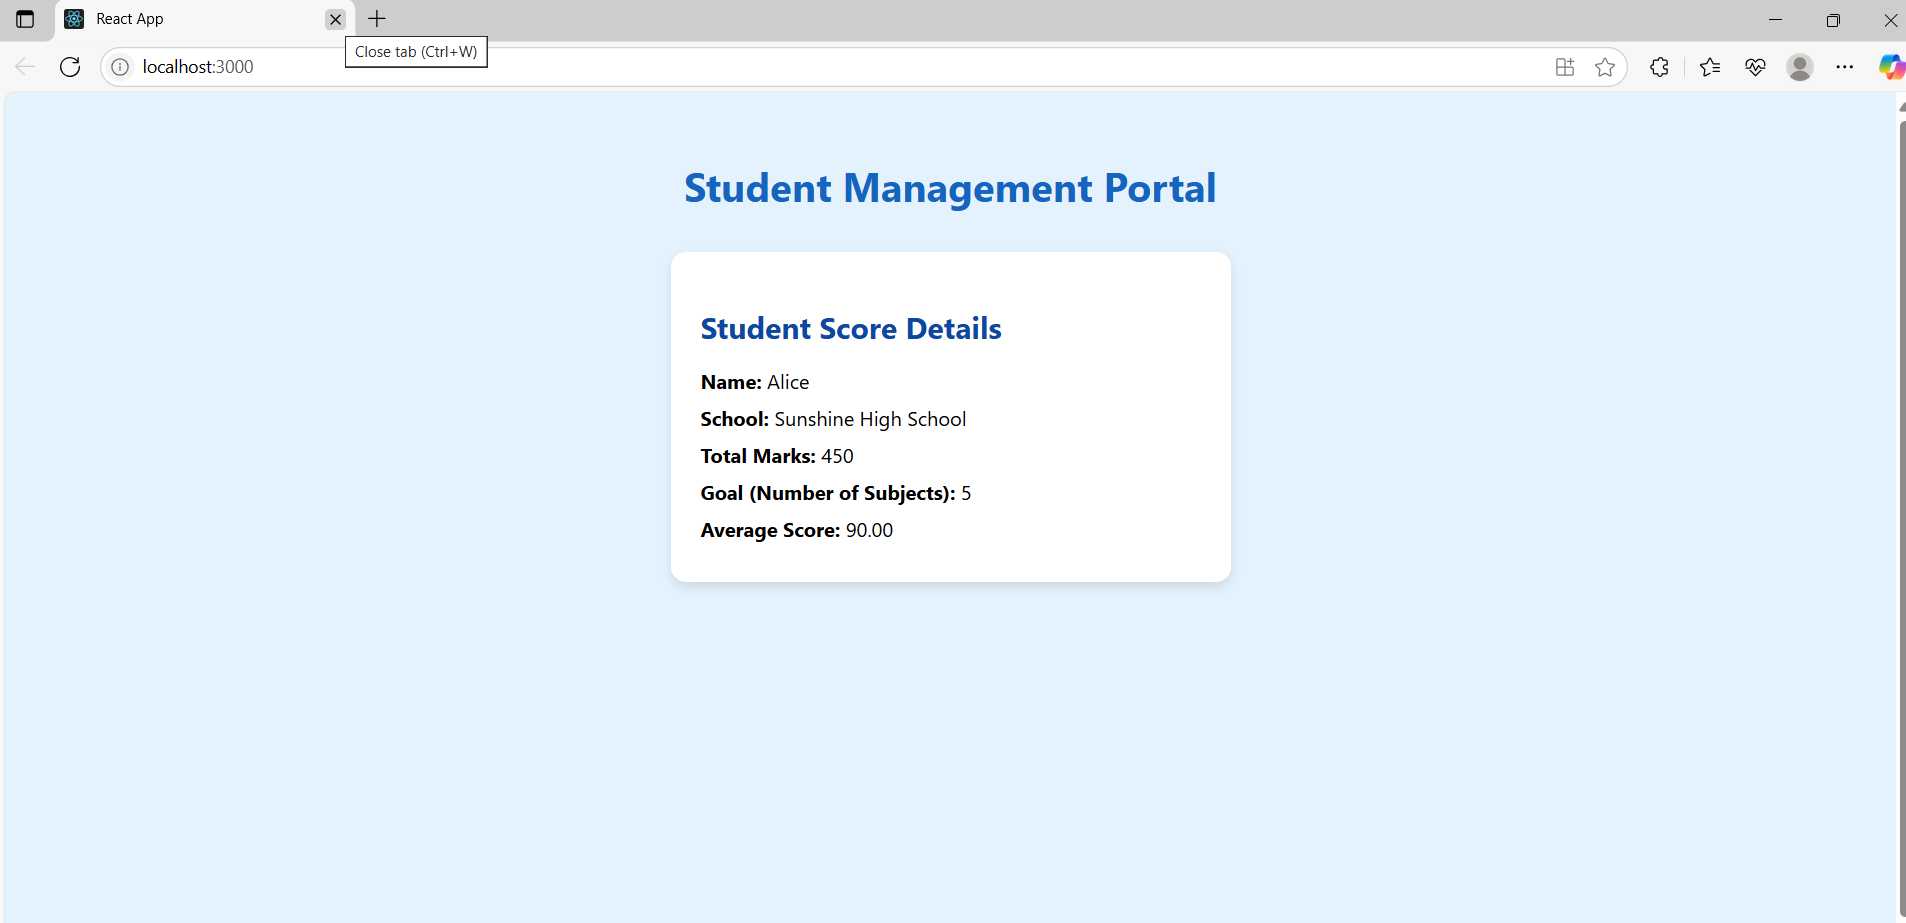 React App
Close tab (Ctrl+W)
localhost:3000
Student Management Portal
Student Score Details
Name: Alice
School: Sunshine High School
Total Marks: 450
Goal (Number of Subjects): 5
Average Score: 90.00